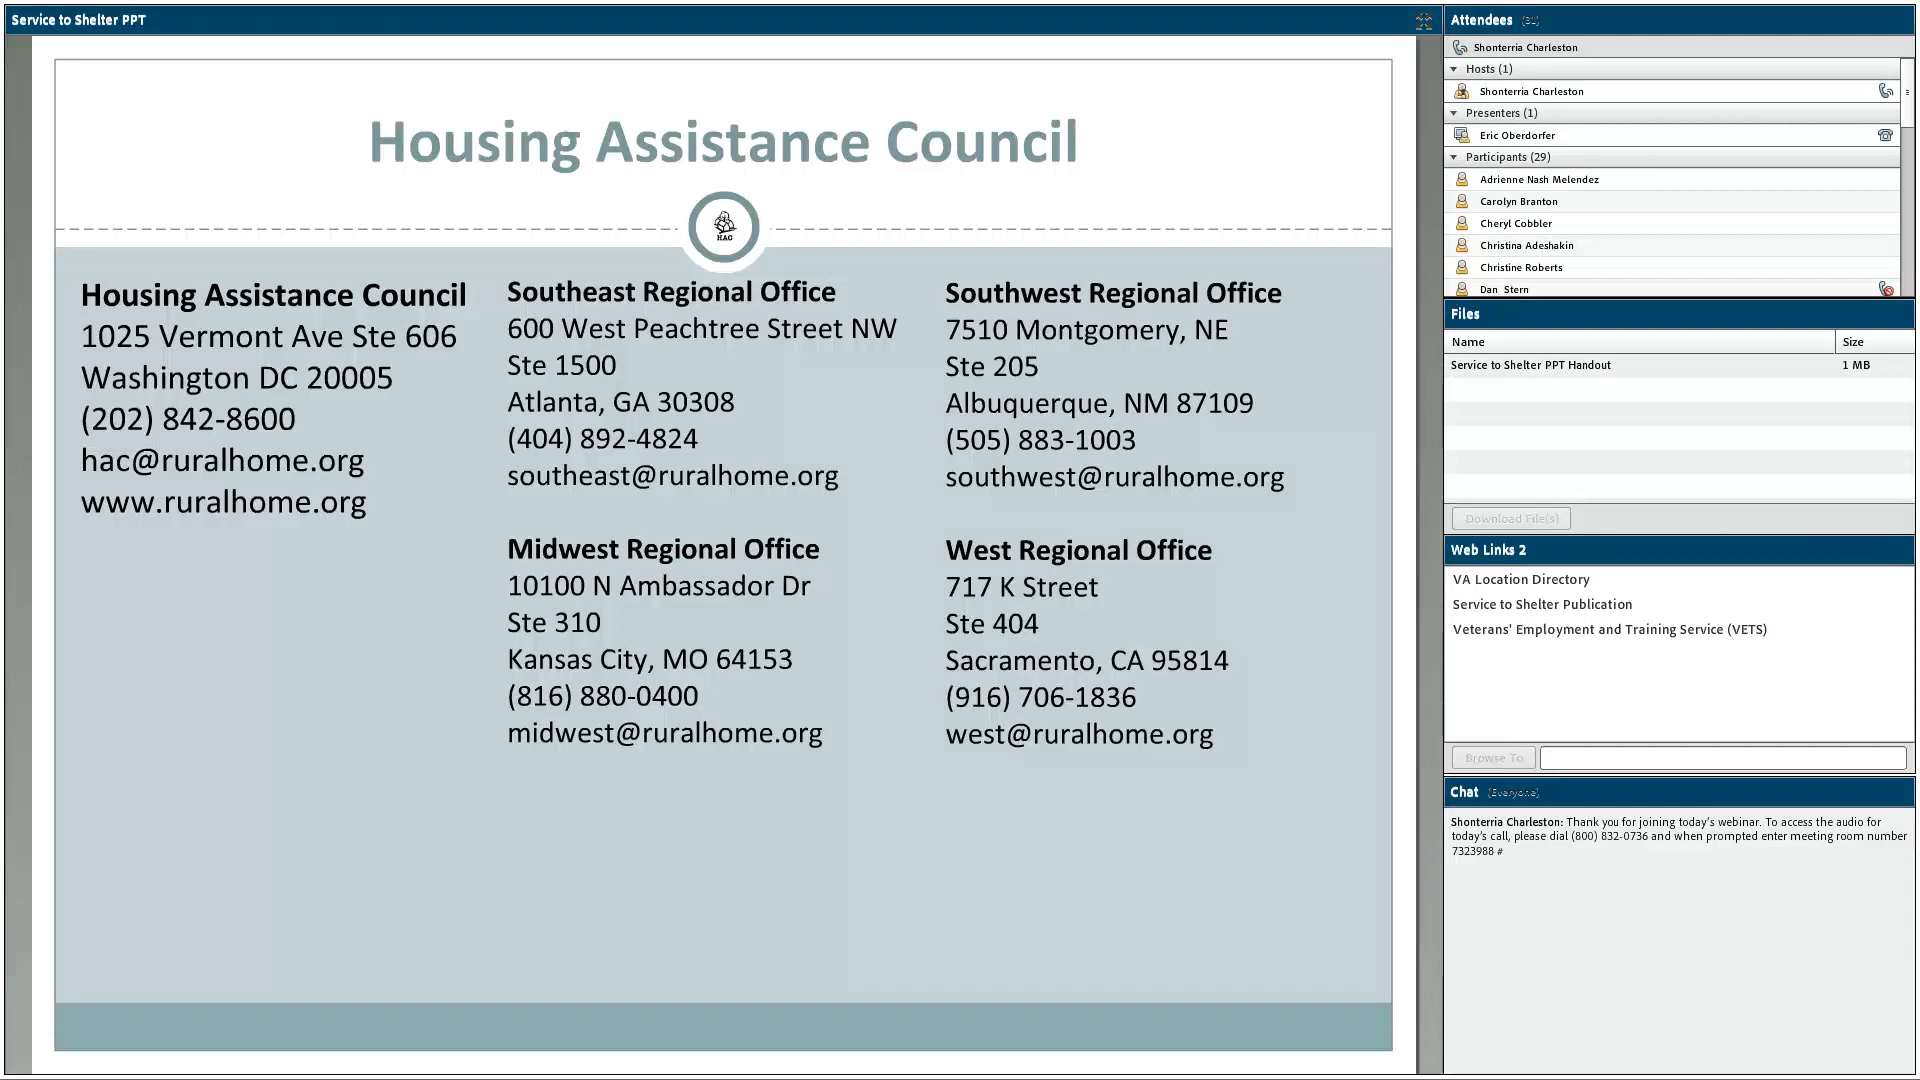 Service to Shelter PPT
Housing Assistance Council
HAC
Housing Assistance Council
1025 Vermont Ave Ste 606
Washington DC 20005
(202) 842-8600
hac@ruralhome.org
www.ruralhome.org
Southeast Regional Office
600 West Peachtree Street NW
Ste 1500
Atlanta, GA 30308
(404) 892-4824
southeast@ruralhome.org
Midwest Regional Office
10100 N Ambassador Dr
Ste 310
Kansas City, MO 64153
(816) 880-0400
midwest@ruralhome.org
Southwest Regional Office
7510 Montgomery, NE
Ste 205
Albuquerque, NM 87109
(505) 883-1003
southwest@ruralhome.org
West Regional Office
717 K Street
Ste 404
Sacramento, CA 95814
(916) 706-1836
west@ruralhome.org
Attendees (31)
Shonterria Charleston
Hosts (1)
Shonterria Charleston
Presenters (1)
Eric Oberdorfer
Participants (29)
Adrienne Nash Melendez
Carolyn Branton
Cheryl Cobbler
Christina Adeshakin
Christine Roberts
Dan Stern
Files
Name Size
Service to Shelter PPT Handout 1 MB
Download File(s)
Web Links 2
VA Location Directory
Service to Shelter Publication
Veterans' Employment and Training Service (VETS)
Browse To
Chat (Everyone)
Shonterria Charleston: Thank you for joining today's webinar. To access the audio for
today's call, please dial (800) 832-0736 and when prompted enter meeting room number
7323988 #